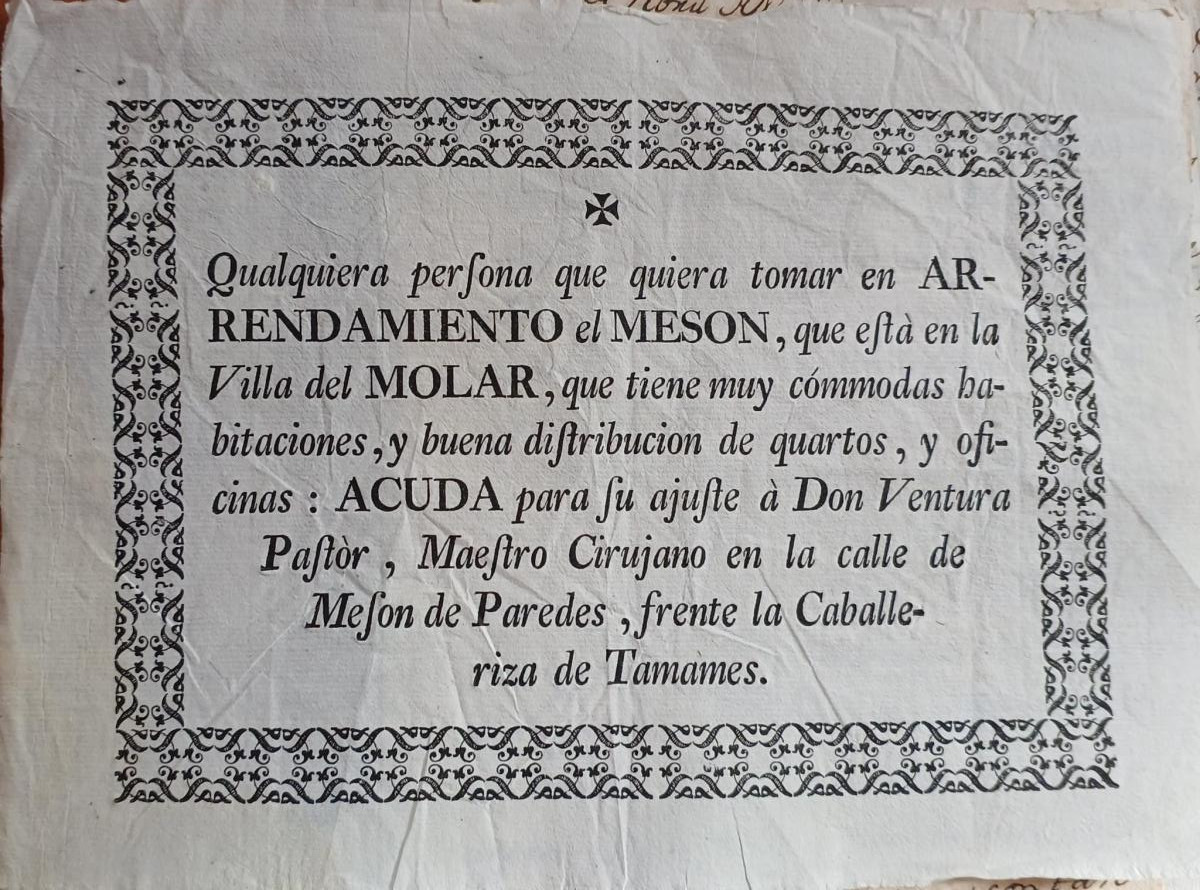 ✠
Qualquiera perſona que quiera tomar en AR-
RENDAMIENTO el MESON, que eſtà en la
Villa del MOLAR, que tiene muy cómmodas ha-
bitaciones, y buena diſtribucion de quartos, y ofi-
cinas: ACUDA para ſu ajuſte à Don Ventura
Paſtòr, Maeſtro Cirujano en la calle de
Meſon de Paredes, frente la Caballe-
riza de Tamames.